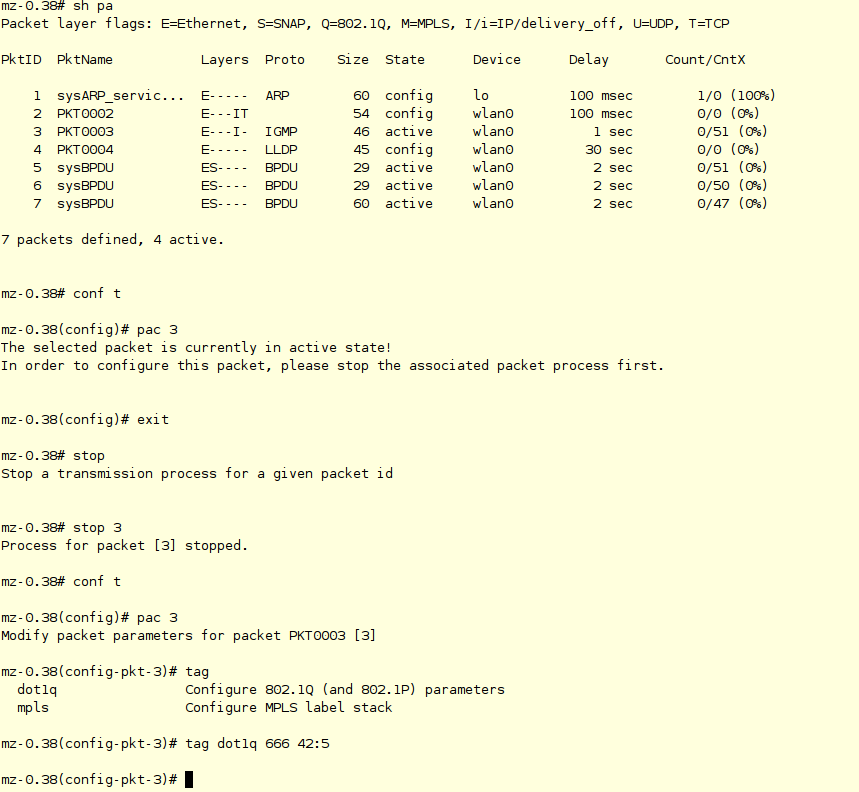 mz-0.38# sh pa
Packet layer flags: E=Ethernet, S=SNAP, Q=802.1Q, M=MPLS, I/i=IP/delivery_off, U=UDP, T=TCP
PktID  PktName           Layers  Proto    Size  State      Device      Delay       Count/CntX
    1  sysARP_servic...  E-----  ARP        60  config     lo          100 msec        1/0 (100%)
    2  PKT0002           E---IT             54  config     wlan0       100 msec        0/0 (0%)
    3  PKT0003           E---I-  IGMP       46  active     wlan0          1 sec        0/51 (0%)
    4  PKT0004           E-----  LLDP       45  config     wlan0         30 sec        0/0 (0%)
    5  sysBPDU           ES----  BPDU       29  active     wlan0          2 sec        0/51 (0%)
    6  sysBPDU           ES----  BPDU       29  active     wlan0          2 sec        0/50 (0%)
    7  sysBPDU           ES----  BPDU       60  active     wlan0          2 sec        0/47 (0%)
7 packets defined, 4 active.
mz-0.38# conf t
mz-0.38(config)# pac 3
The selected packet is currently in active state!
In order to configure this packet, please stop the associated packet process first.
mz-0.38(config)# exit
mz-0.38# stop
Stop a transmission process for a given packet id
mz-0.38# stop 3
Process for packet [3] stopped.
mz-0.38# conf t
mz-0.38(config)# pac 3
Modify packet parameters for packet PKT0003 [3]
mz-0.38(config-pkt-3)# tag
  dot1q                Configure 802.1Q (and 802.1P) parameters
  mpls                 Configure MPLS label stack
mz-0.38(config-pkt-3)# tag dot1q 666 42:5
mz-0.38(config-pkt-3)#